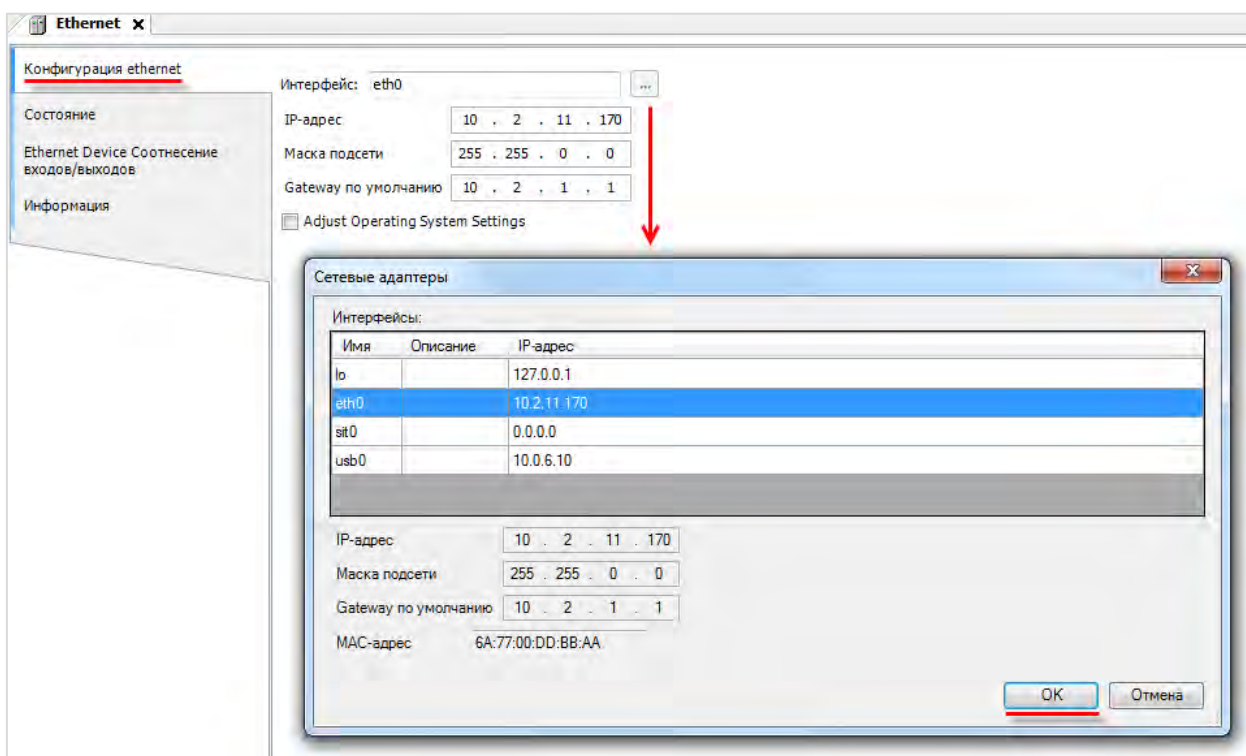 Ethernet x
Конфигурация ethernet
Состояние
Ethernet Device Соотнесение
входов/выходов
Информация
Интерфейс: eth0 ...
IP-адрес 10 . 2 . 11 . 170
Маска подсети 255 . 255 . 0 . 0
Gateway по умолчанию 10 . 2 . 1 . 1
Adjust Operating System Settings
Сетевые адаптеры x
Интерфейсы:
Имя Описание IP-адрес
lo 127.0.0.1
eth0 10.2.11.170
sit0 0.0.0.0
usb0 10.0.6.10
IP-адрес 10 . 2 . 11 . 170
Маска подсети 255 . 255 . 0 . 0
Gateway по умолчанию 10 . 2 . 1 . 1
MAC-адрес 6A:77:00:DD:BB:AA
OK Отмена